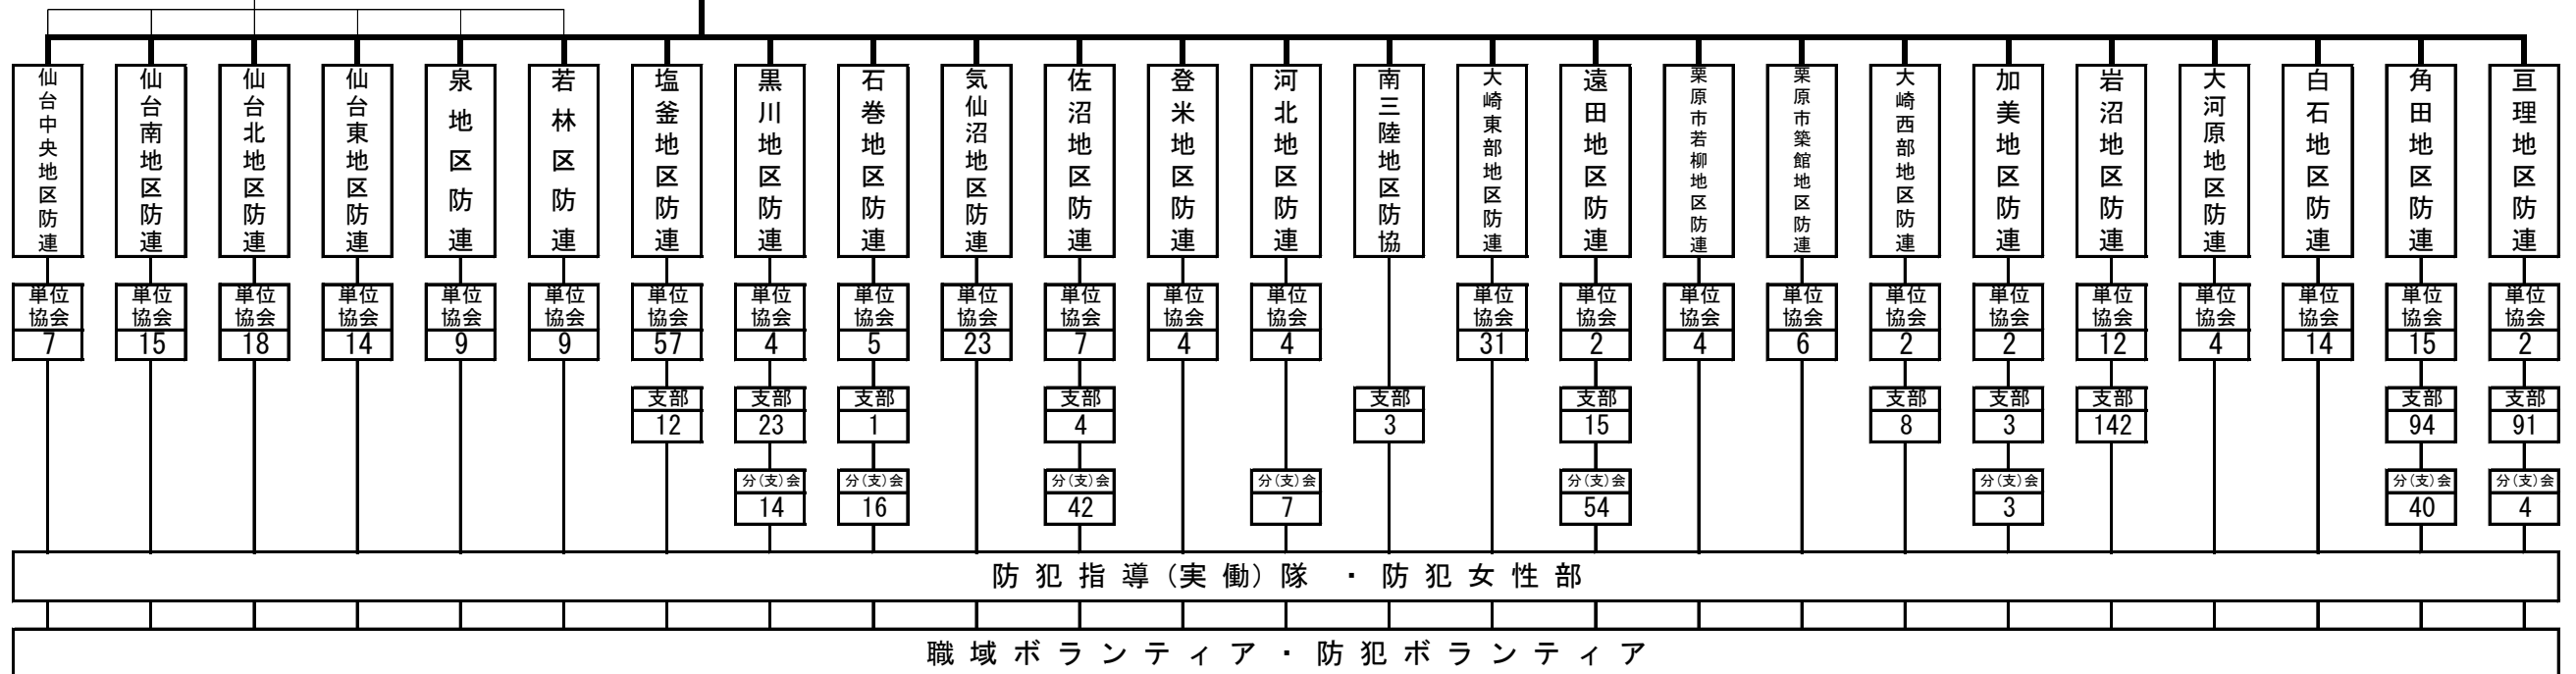 仙台中央地区防連
仙台南地区防連
仙台北地区防連
仙台東地区防連
泉地区防連
若林区防連
塩釜地区防連
黒川地区防連
石巻地区防連
気仙沼地区防連
佐沼地区防連
登米地区防連
河北地区防連
南三陸地区防協
大崎東部地区防連
遠田地区防連
栗原市若柳地区防連
栗原市築館地区防連
大崎西部地区防連
加美地区防連
岩沼地区防連
大河原地区防連
白石地区防連
角田地区防連
亘理地区防連
単位 単位 単位 単位 単位 単位 単位 単位 単位 単位 単位 単位 単位 単位 単位 単位 単位 単位 単位 単位 単位 単位 単位 単位
協会 協会 協会 協会 協会 協会 協会 協会 協会 協会 協会 協会 協会 協会 協会 協会 協会 協会 協会 協会 協会 協会 協会 協会
7 15 18 14 9 9 57 4 5 23 7 4 4 31 2 4 6 2 2 12 4 14 15 2
支部 支部 支部 支部 支部 支部 支部 支部 支部 支部 支部
12 23 1 4 3 15 8 3 142 94 91
分(支)会 分(支)会 分(支)会 分(支)会 分(支)会 分(支)会 分(支)会 分(支)会
14 16 42 7 54 3 40 4
防犯指導(実働)隊 ・ 防犯女性部
職域ボランティア・防犯ボランティア